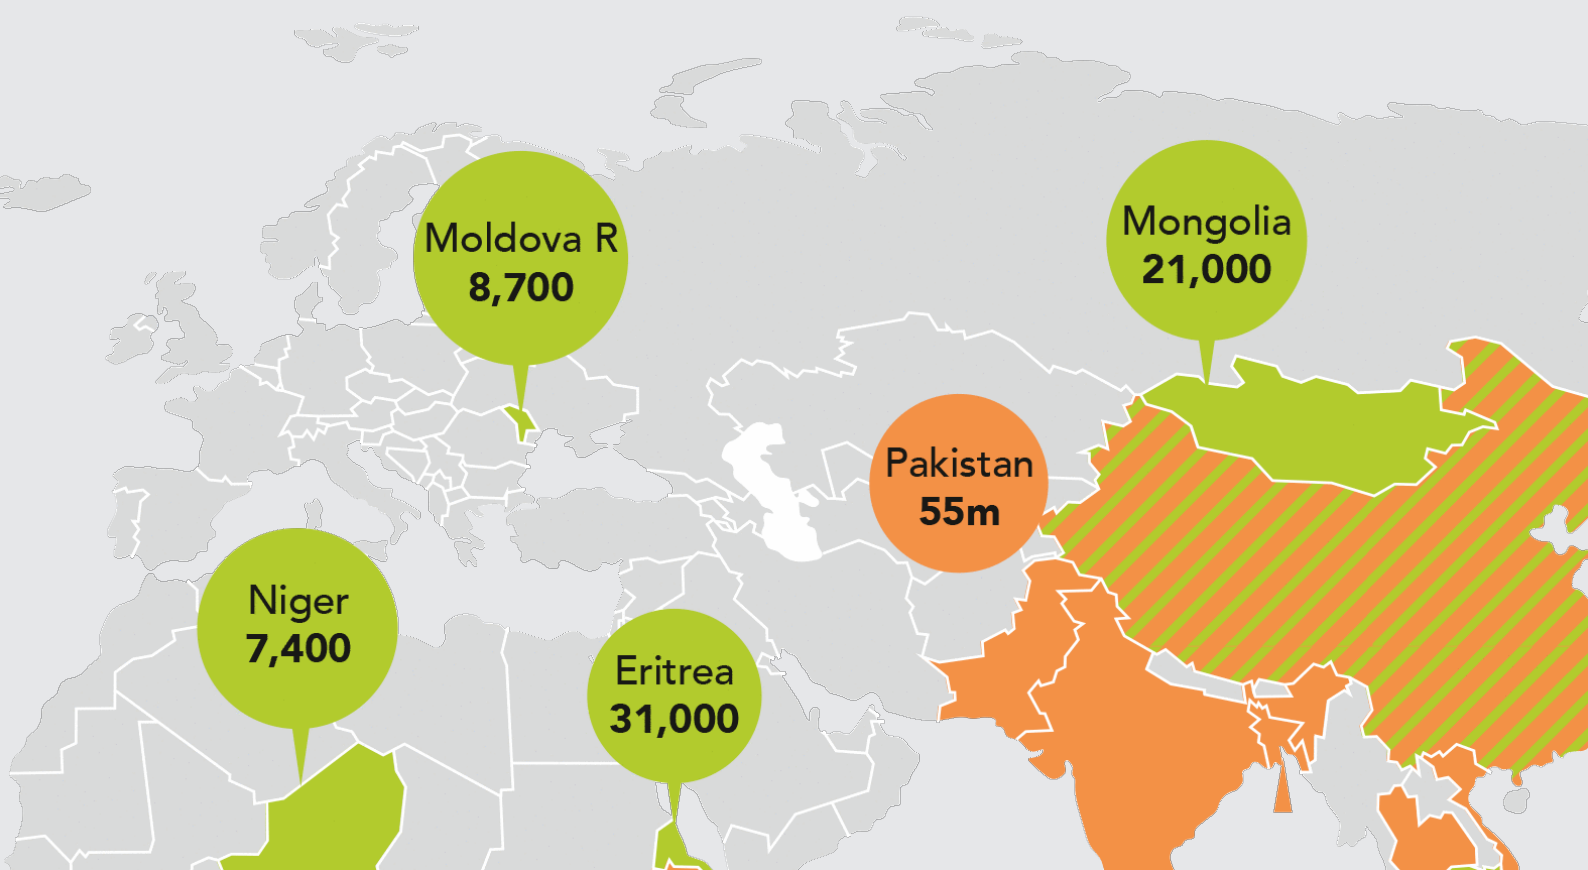 Moldova R
8,700
Mongolia
21,000
Pakistan
55m
Niger
7,400
Eritrea
31,000